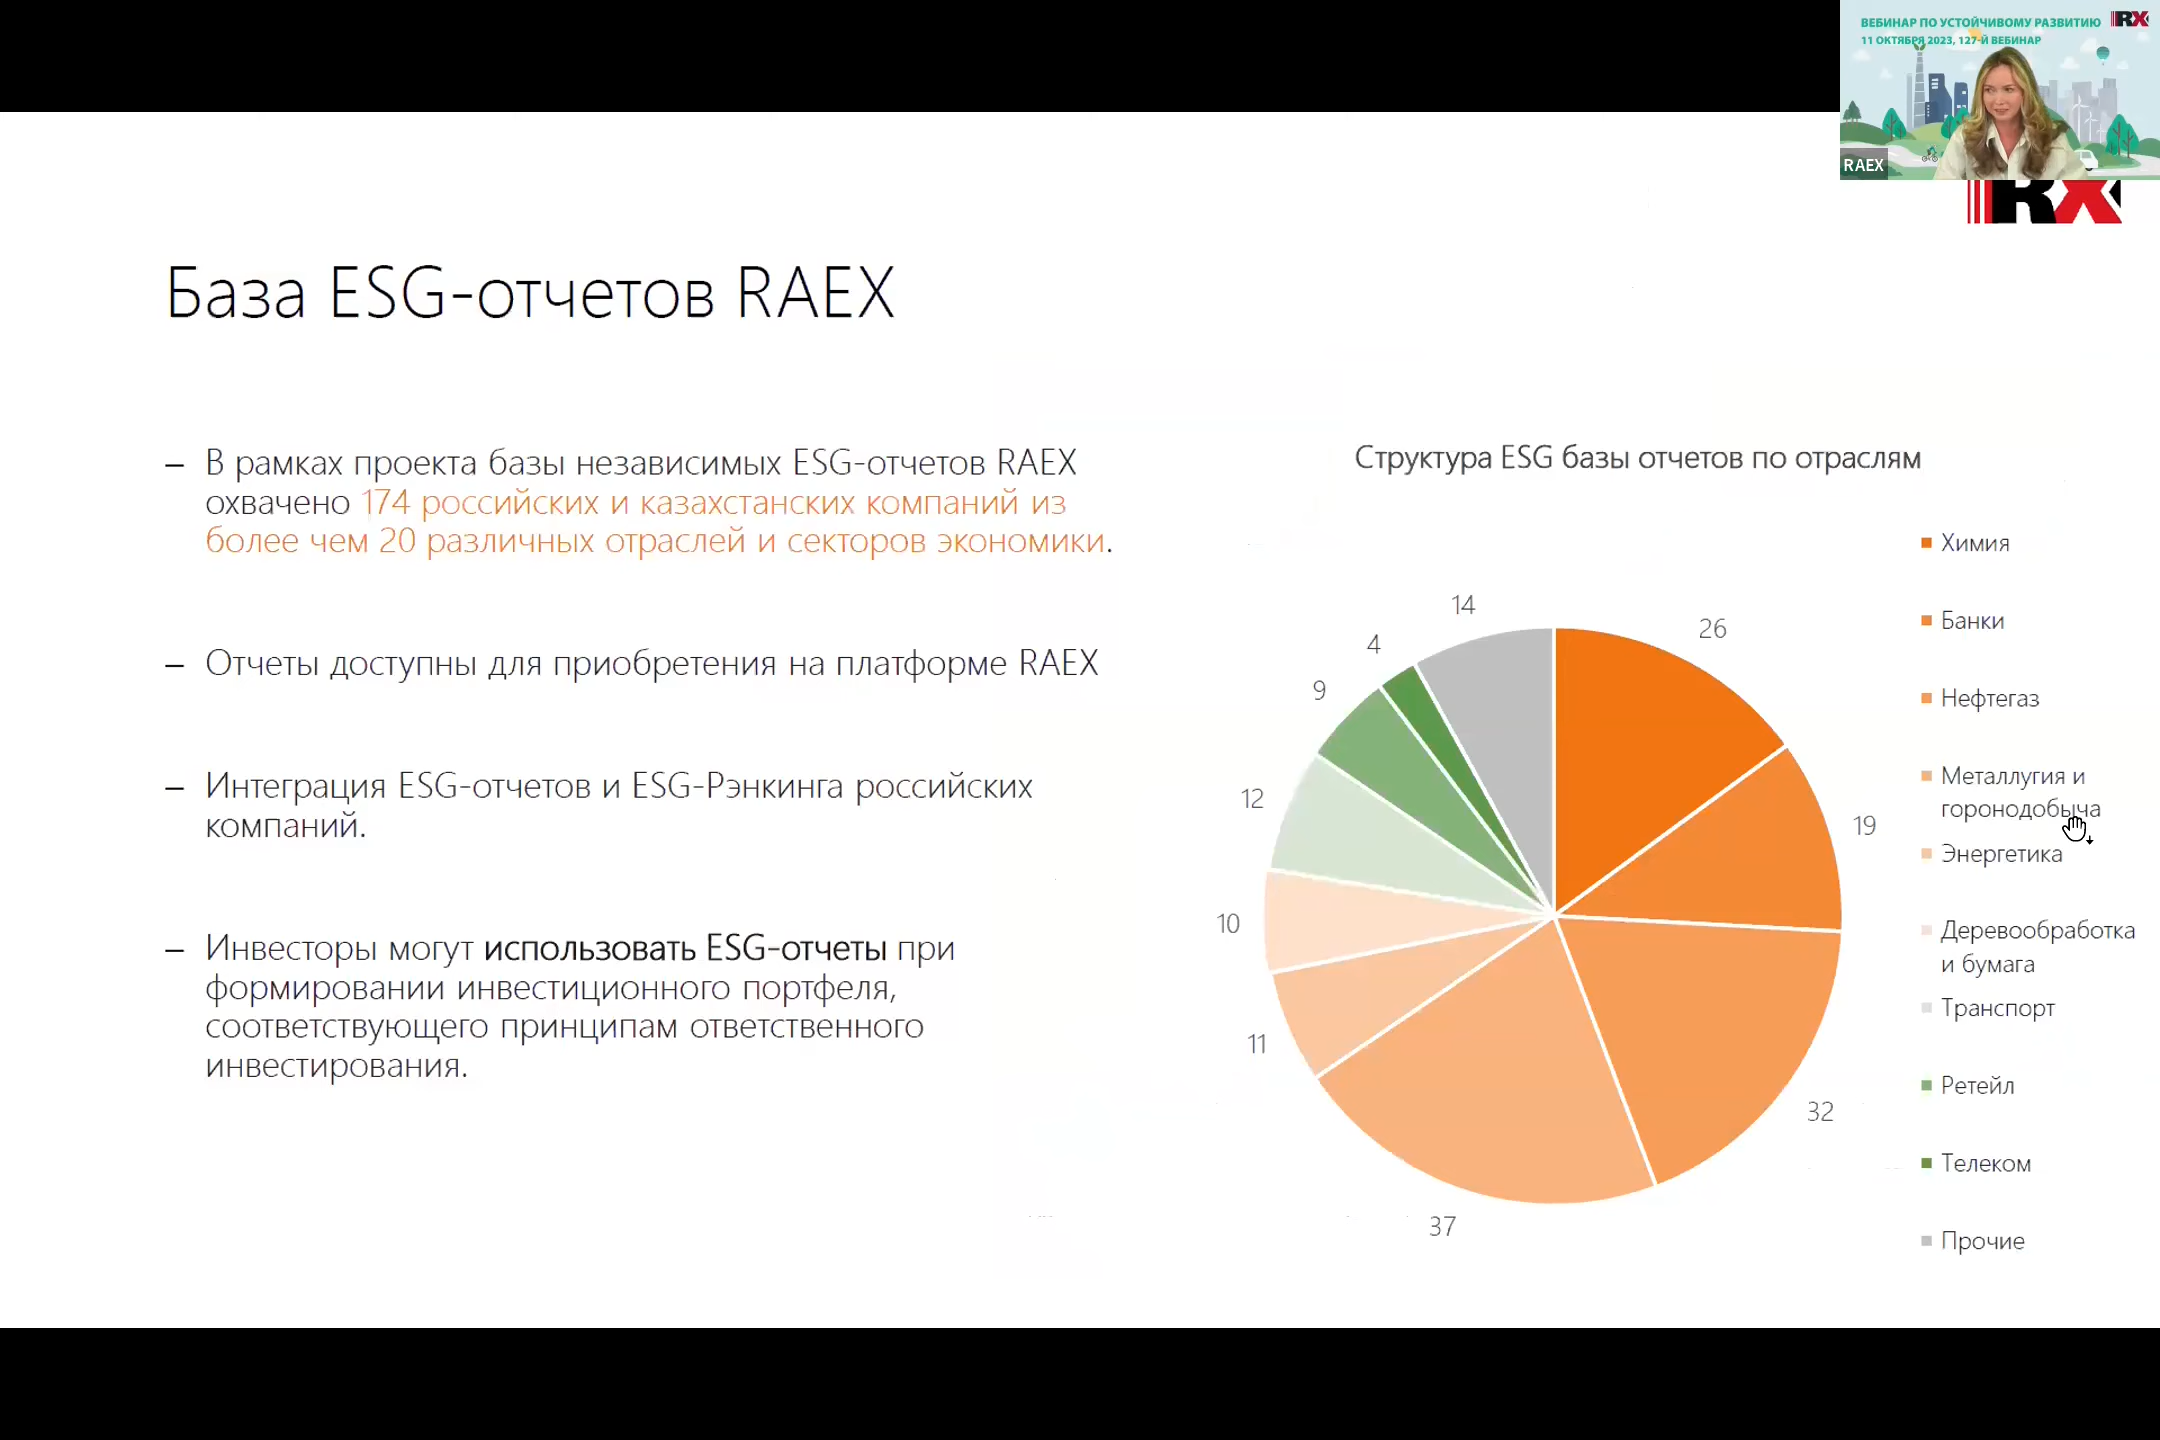 ВЕБИНАР ПО УСТОЙЧИВОМУ РАЗВИТИЮ
RX
11 ОКТЯБРЯ 2023, 127-Й ВЕБИНАР
RAEX
RX
База ESG-отчетов RAEX
– В рамках проекта базы независимых ESG-отчетов RAEX
охвачено 174 российских и казахстанских компаний из
более чем 20 различных отраслей и секторов экономики.
– Отчеты доступны для приобретения на платформе RAEX
– Интеграция ESG-отчетов и ESG-Рэнкинга российских
компаний.
– Инвесторы могут использовать ESG-отчеты при
формировании инвестиционного портфеля,
соответствующего принципам ответственного
инвестирования.
Структура ESG базы отчетов по отраслям
26
19
32
37
11
10
12
9
4
14
Химия
Банки
Нефтегаз
Металлугия и
горонодобыча
Энергетика
Деревообработка
и бумага
Транспорт
Ретейл
Телеком
Прочие